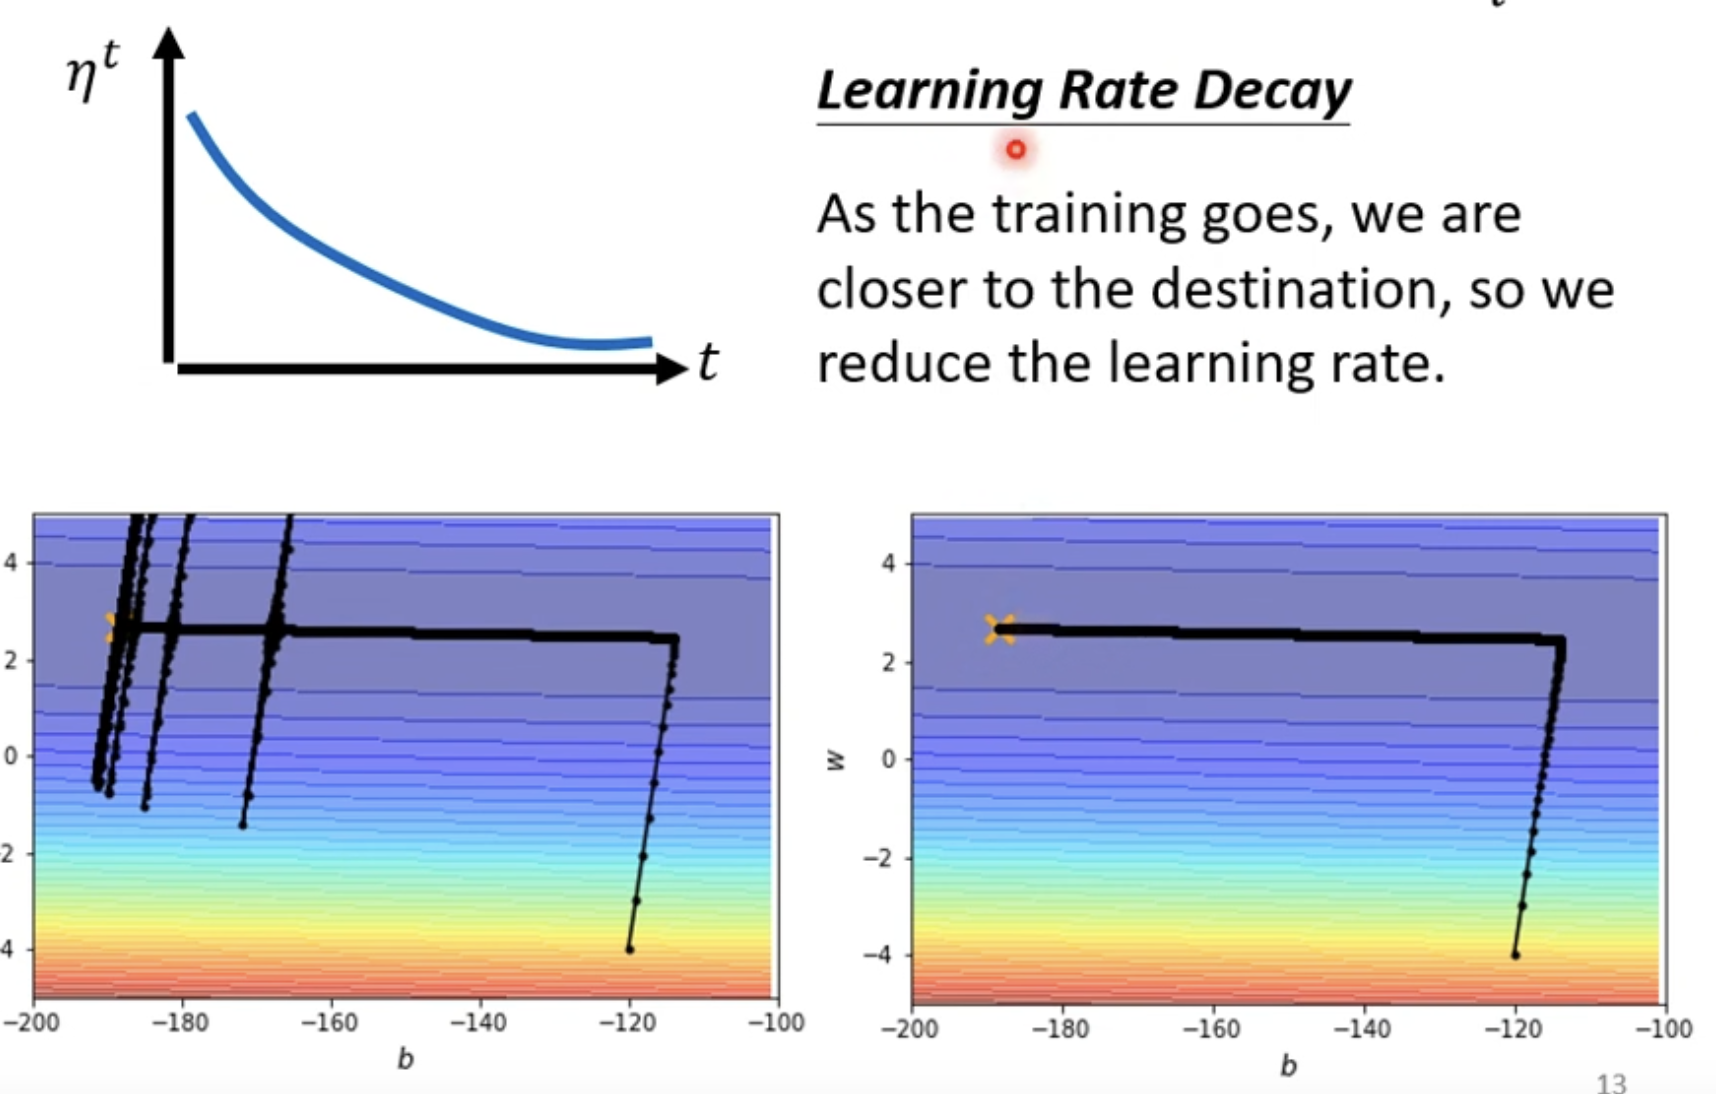 η^t
t
Learning Rate Decay
As the training goes, we are
closer to the destination, so we
reduce the learning rate.
4
2
0
2
4
−200 −180 −160 −140 −120 −100
b
w
4
2
0
−2
−4
−200 −180 −160 −140 −120 −100
b
13